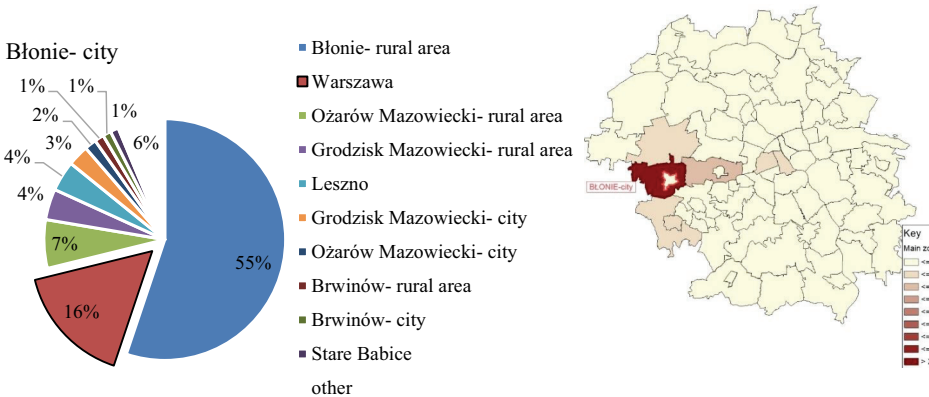 Błonie- city
1%
1%
1%
2%
6%
3%
4%
4%
7%
16%
55%
Błonie- rural area
Warszawa
Ożarów Mazowiecki- rural area
Grodzisk Mazowiecki- rural area
Leszno
Grodzisk Mazowiecki- city
Ożarów Mazowiecki- city
Brwinów- rural area
Brwinów- city
Stare Babice
other
BŁONIE-city
Key
Main zo
<=
<=
<=
<=
<=
<=
<=
<=
>